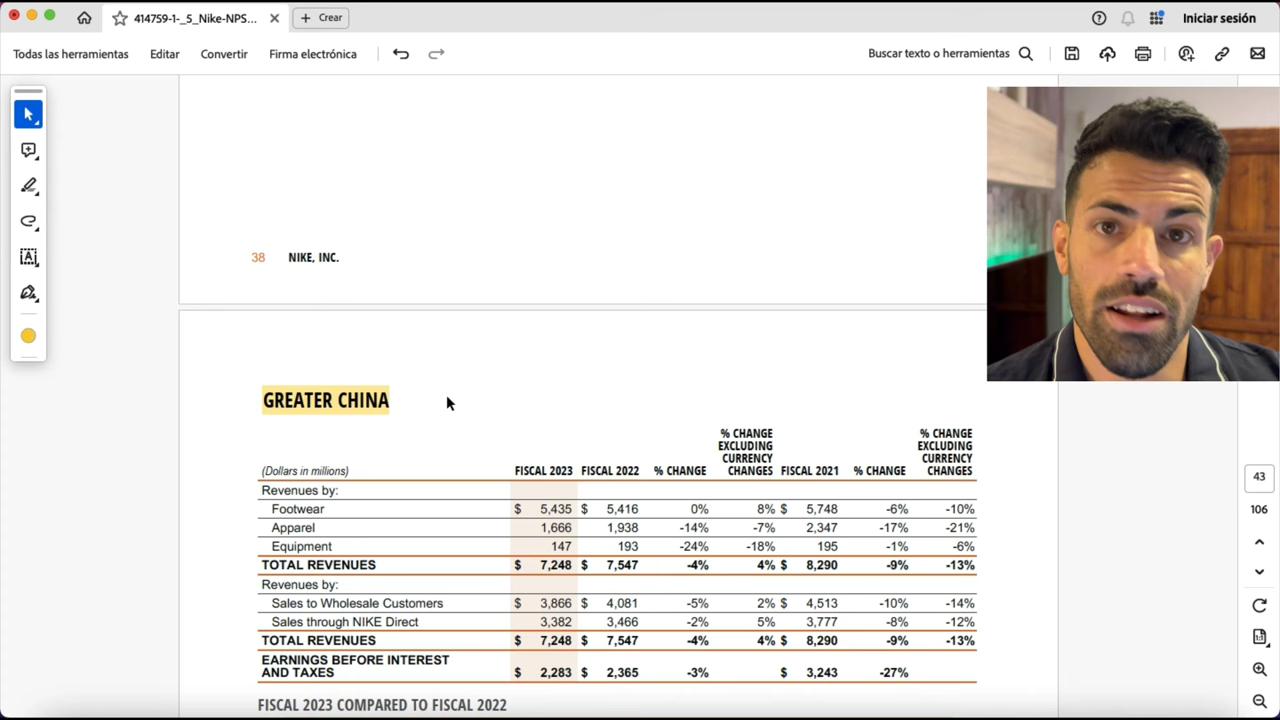 414759-1-_5_Nike-NPS... Crear Iniciar sesión
Todas las herramientas Editar Convertir Firma electrónica Buscar texto o herramientas
38 NIKE, INC.
GREATER CHINA
(Dollars in millions) FISCAL 2023 FISCAL 2022 % CHANGE % CHANGE EXCLUDING CURRENCY CHANGES FISCAL 2021 % CHANGE % CHANGE EXCLUDING CURRENCY CHANGES
Revenues by:
Footwear $ 5,435 $ 5,416 0% 8% $ 5,748 -6% -10%
Apparel 1,666 1,938 -14% -7% 2,347 -17% -21%
Equipment 147 193 -24% -18% 195 -1% -6%
TOTAL REVENUES $ 7,248 $ 7,547 -4% 4% $ 8,290 -9% -13%
Revenues by:
Sales to Wholesale Customers $ 3,866 $ 4,081 -5% 2% $ 4,513 -10% -14%
Sales through NIKE Direct 3,382 3,466 -2% 5% 3,777 -8% -12%
TOTAL REVENUES $ 7,248 $ 7,547 -4% 4% $ 8,290 -9% -13%
EARNINGS BEFORE INTEREST
AND TAXES $ 2,283 $ 2,365 -3% $ 3,243 -27%
FISCAL 2023 COMPARED TO FISCAL 2022
43
106